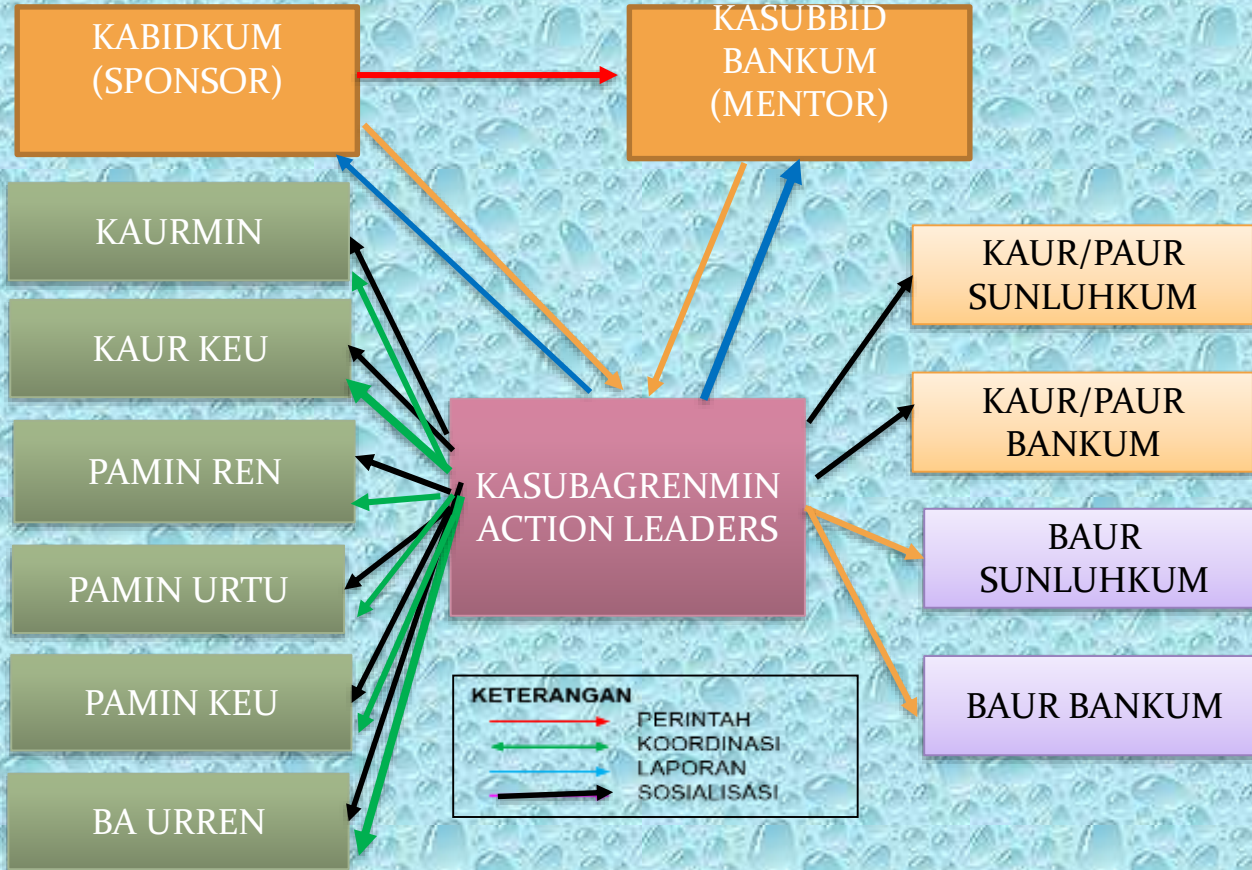 KABIDKUM
(SPONSOR)
KASUBBID
BANKUM
(MENTOR)
KAURMIN
KAUR KEU
PAMIN REN
PAMIN URTU
PAMIN KEU
BA URREN
KASUBAGRENMIN
ACTION LEADERS
KAUR/PAUR
SUNLUHKUM
KAUR/PAUR
BANKUM
BAUR
SUNLUHKUM
BAUR BANKUM
KETERANGAN
PERINTAH
KOORDINASI
LAPORAN
SOSIALISASI